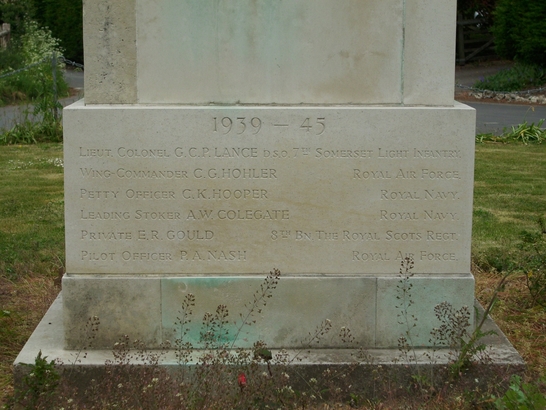 1939 — 45
Lieut. Colonel G.C.P. LANCE D.S.O. 7TH Somerset Light Infantry.
Wing-Commander C.G. HOHLER Royal Air Force.
Petty Officer C.K. HOOPER Royal Navy.
Leading Stoker A.W. COLEGATE Royal Navy.
Private E.R. GOULD 8TH Bn. The Royal Scots Regt.
Pilot Officer P.A. NASH Royal Air Force.